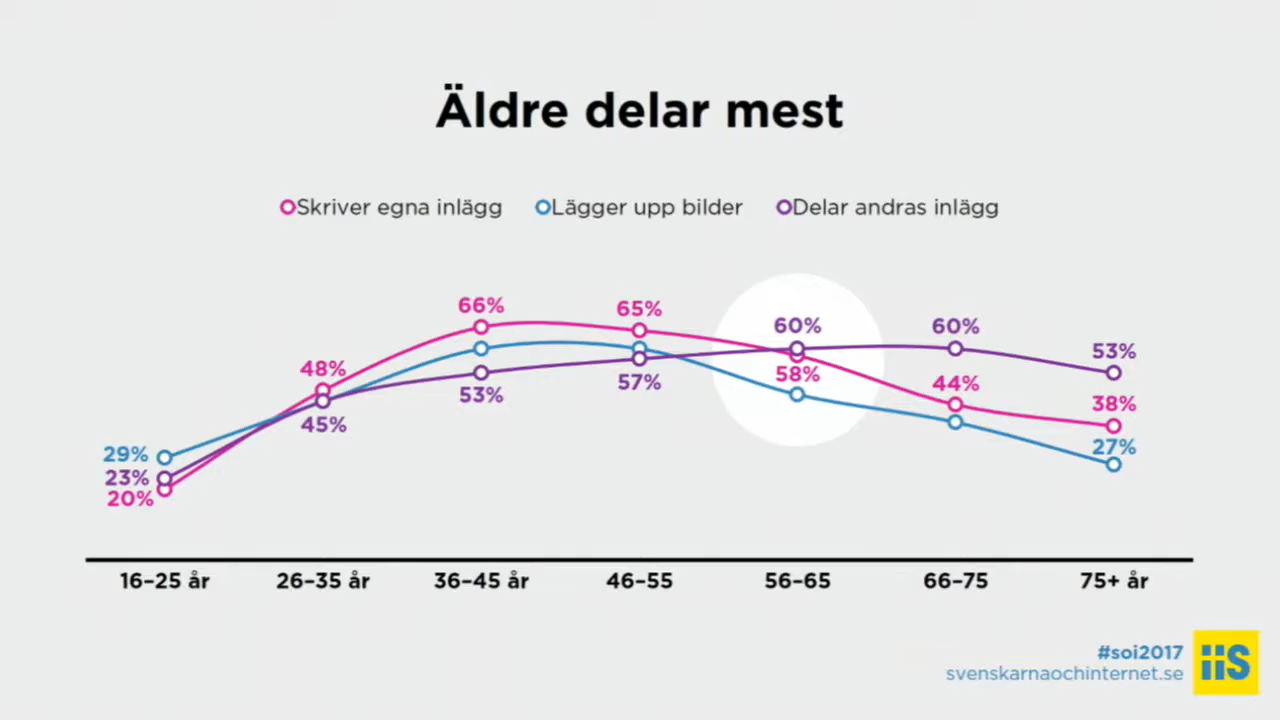 Äldre delar mest
Skriver egna inlägg Lägger upp bilder Delar andras inlägg
66% 65% 60% 60% 53%
48% 53% 57% 58% 44% 38%
45% 27%
29%
23%
20%
16–25 år 26–35 år 36–45 år 46–55 56–65 66–75 75+ år
#soi2017
svenskarnaochinternet.se
iis